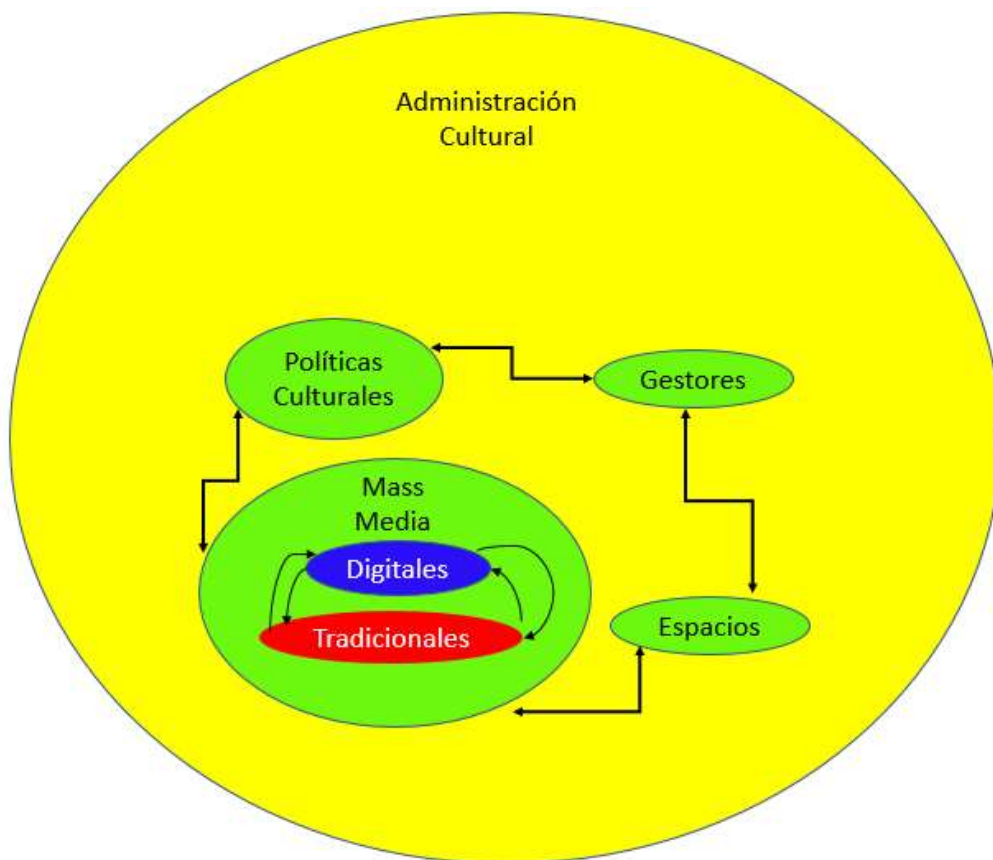 Administración
Cultural
Políticas
Culturales
Gestores
Mass
Media
Digitales
Tradicionales
Espacios